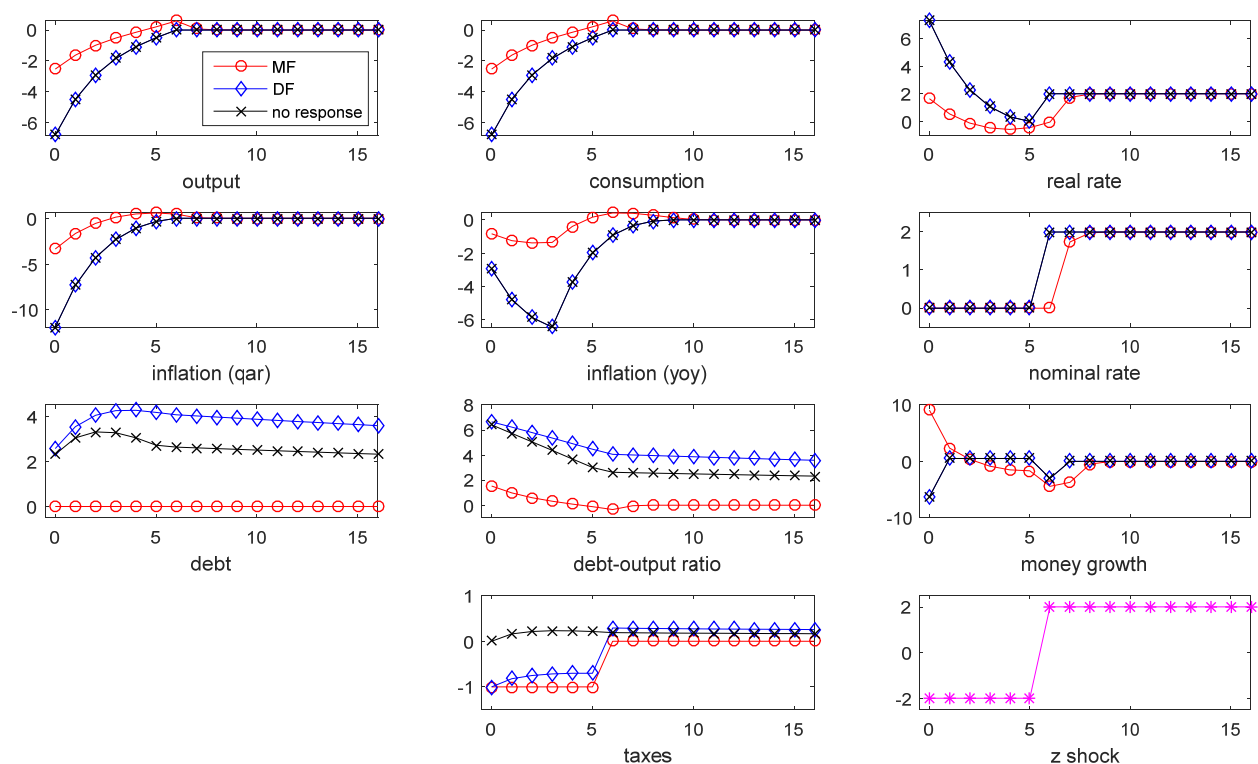 0
-2
-4
-6
MF
DF
no response
0 5 10 15
output
0
-2
-4
-6
0 5 10 15
consumption
6
4
2
0
0 5 10 15
real rate
0
-5
-10
0 5 10 15
inflation (qar)
0
-2
-4
-6
0 5 10 15
inflation (yoy)
2
1
0
0 5 10 15
nominal rate
4
2
0
0 5 10 15
debt
8
6
4
2
0
0 5 10 15
debt-output ratio
10
0
-10
0 5 10 15
money growth
1
0
-1
0 5 10 15
taxes
2
0
-2
0 5 10 15
z shock